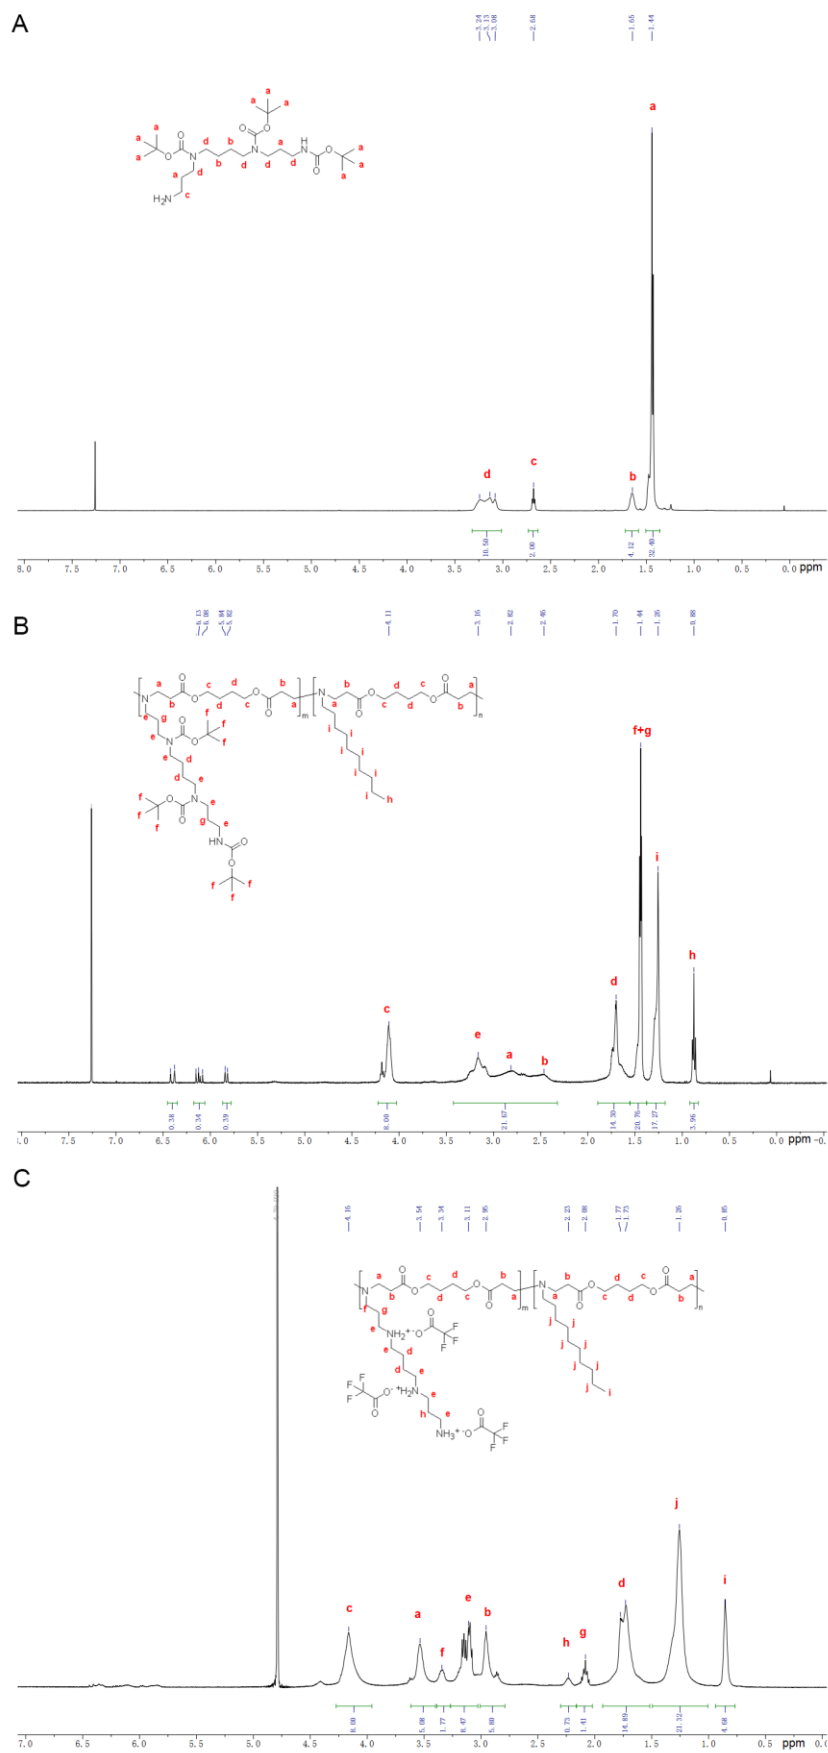 A
3.24
3.13
3.08
2.68
1.65
1.44
a
a
a
a
O
O
a
a
a
O
O
d
b
d
a
H
N
O
a
a
a
N
b
d
N
d
d
O
a
d
H₂N
c
d
c
b
10.50
2.00
4.12
32.40
8.0
7.5
7.0
6.5
6.0
5.5
5.0
4.5
4.0
3.5
3.0
2.5
2.0
1.5
1.0
0.5
0.0
ppm
B
6.13
6.08
5.84
5.82
4.11
3.16
2.82
2.46
1.70
1.44
1.26
0.88
a
O
c
d
O
b
b
O
c
d
O
a
N
b
O
d
c
O
a
m
N
a
O
c
d
c
O
b
n
e
g
e
N
O
O
f
f
f
i
i
i
i
i
i
i
h
e
d
d
e
f
f
f
O
O
N
e
g
e
NH
O
O
f
f
f
f+g
i
h
d
c
e
a
b
0.38
0.34
0.39
8.00
21.67
14.30
20.76
17.27
3.96
8.0
7.5
7.0
6.5
6.0
5.5
5.0
4.5
4.0
3.5
3.0
2.5
2.0
1.5
1.0
0.5
0.0
ppm
C
4.16
3.54
3.34
3.11
2.95
2.23
2.08
1.77
1.73
1.26
0.85
a
O
c
d
O
b
b
O
c
d
O
a
N
b
O
d
c
O
a
m
N
a
O
c
d
c
O
b
n
f
g
e
NH₂⁺
⁻O
O
F
F
F
j
j
j
j
j
j
j
i
e
d
d
e
F
F
F
O⁻
O
⁺H₂N
e
h
e
NH₃⁺
⁻O
O
F
F
F
j
i
d
c
a
f
e
b
h
g
8.00
5.08
1.77
8.47
5.80
0.73
1.41
14.89
21.32
4.68
7.0
6.5
6.0
5.5
5.0
4.5
4.0
3.5
3.0
2.5
2.0
1.5
1.0
0.5
0.0
ppm